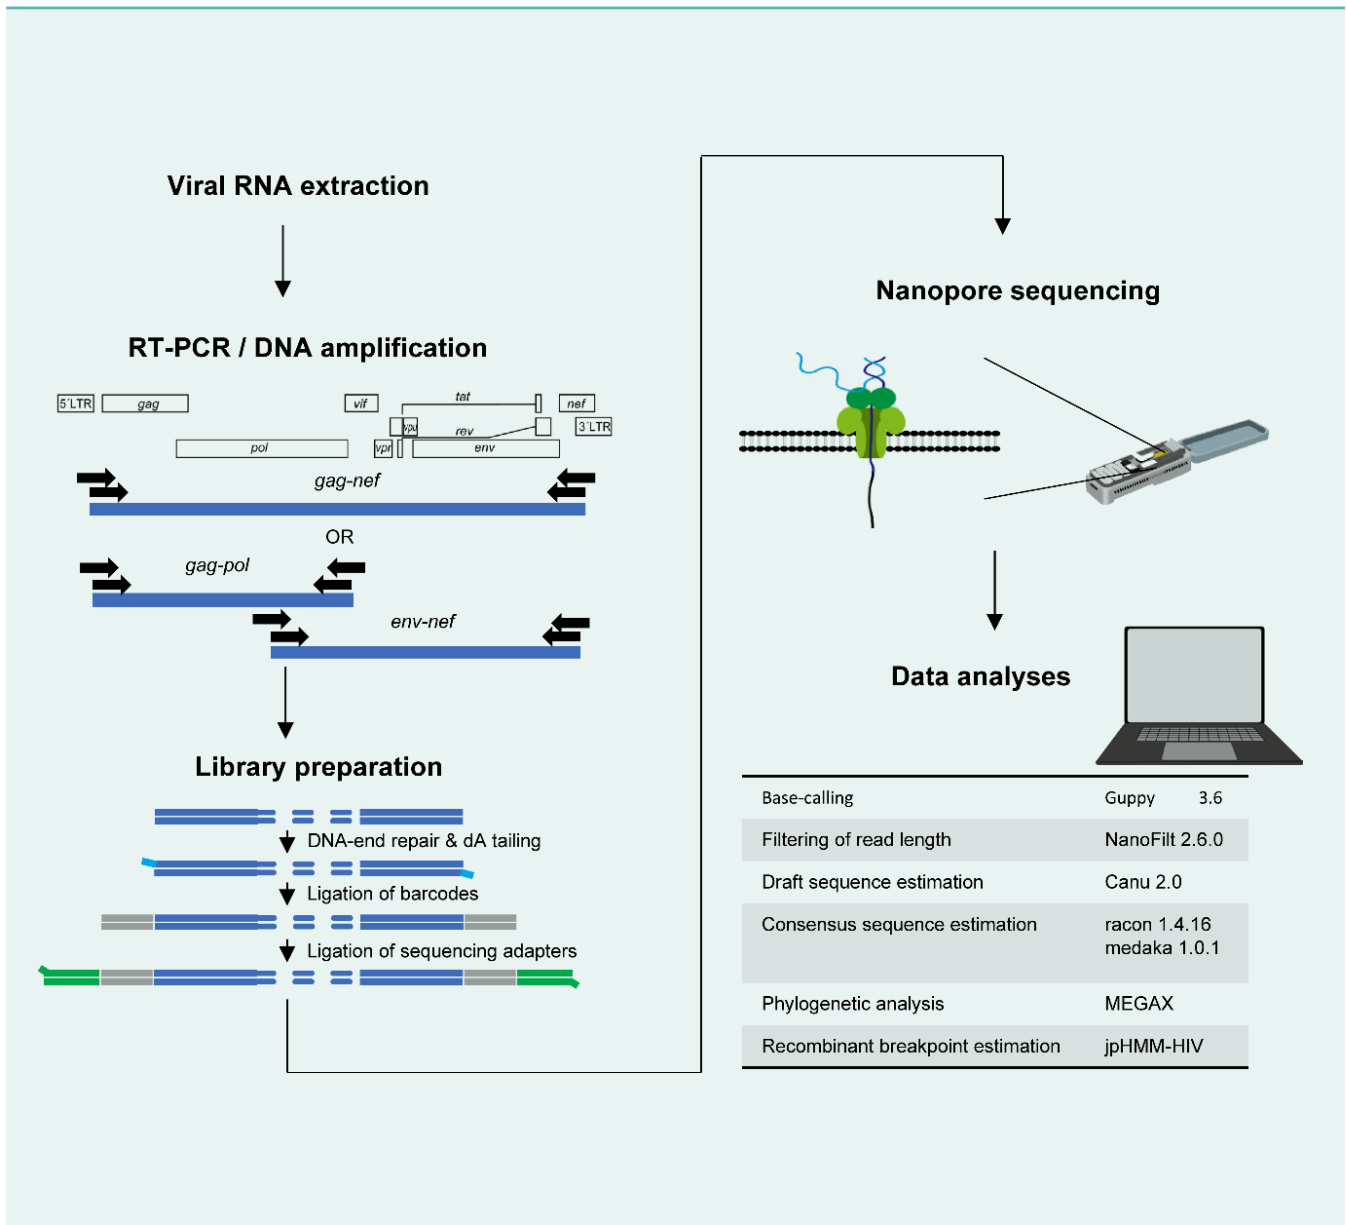 Viral RNA extraction
RT-PCR / DNA amplification
5´LTR gag vif tat nef
vpu rev 3´LTR
pol vpr env
gag-nef
OR
gag-pol
env-nef
Library preparation
DNA-end repair & dA tailing
Ligation of barcodes
Ligation of sequencing adapters
Nanopore sequencing
Data analyses
Base-calling Guppy 3.6
Filtering of read length NanoFilt 2.6.0
Draft sequence estimation Canu 2.0
Consensus sequence estimation racon 1.4.16
medaka 1.0.1
Phylogenetic analysis MEGAX
Recombinant breakpoint estimation jpHMM-HIV